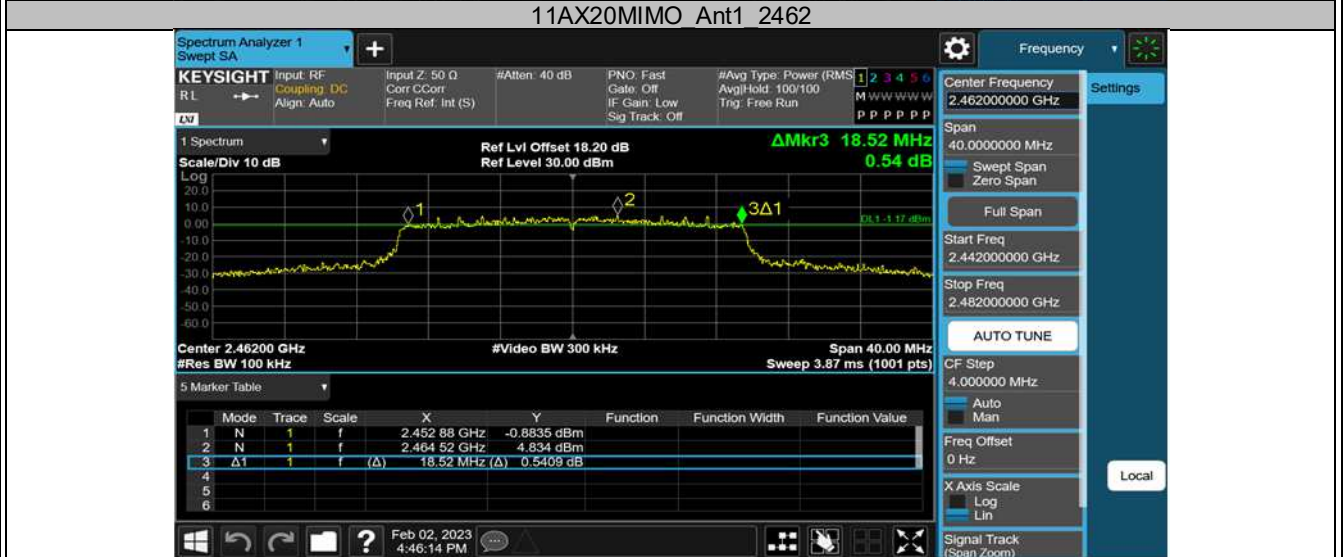 11AX20MIMO_Ant1_2462
Spectrum Analyzer 1
Swept SA
+
Frequency
KEYSIGHT
RL
LXI
Input: RF
Coupling: DC
Align: Auto
Input Z: 50 Ω
Corr CCorr
Freq Ref: Int (S)
#Atten: 40 dB
PNO: Fast
Gate: Off
IF Gain: Low
Sig Track: Off
#Avg Type: Power (RMS
Avg|Hold: 100/100
Trig: Free Run
1 2 3 4 5 6
M W W W W W
P P P P P P
1 Spectrum
Scale/Div 10 dB
Ref Lvl Offset 18.20 dB
Ref Level 30.00 dBm
ΔMkr3 18.52 MHz
0.54 dB
Log
20.0
10.0
0.00
-10.0
-20.0
-30.0
-40.0
-50.0
-60.0
1
2
3Δ1
DL1 -1.17 dBm
Center 2.46200 GHz
#Res BW 100 kHz
#Video BW 300 kHz
Span 40.00 MHz
Sweep 3.87 ms (1001 pts)
5 Marker Table
Mode Trace Scale X Y Function Function Width Function Value
1 N 1 f 2.452 88 GHz -0.8835 dBm
2 N 1 f 2.464 52 GHz 4.834 dBm
3 Δ1 1 f (Δ) 18.52 MHz (Δ) 0.5409 dB
4
5
6
?
Feb 02, 2023
4:46:14 PM
Center Frequency
2.462000000 GHz
Settings
Span
40.0000000 MHz
Swept Span
Zero Span
Full Span
Start Freq
2.442000000 GHz
Stop Freq
2.482000000 GHz
AUTO TUNE
CF Step
4.000000 MHz
Auto
Man
Freq Offset
0 Hz
Local
X Axis Scale
Log
Lin
Signal Track
(Span Zoom)